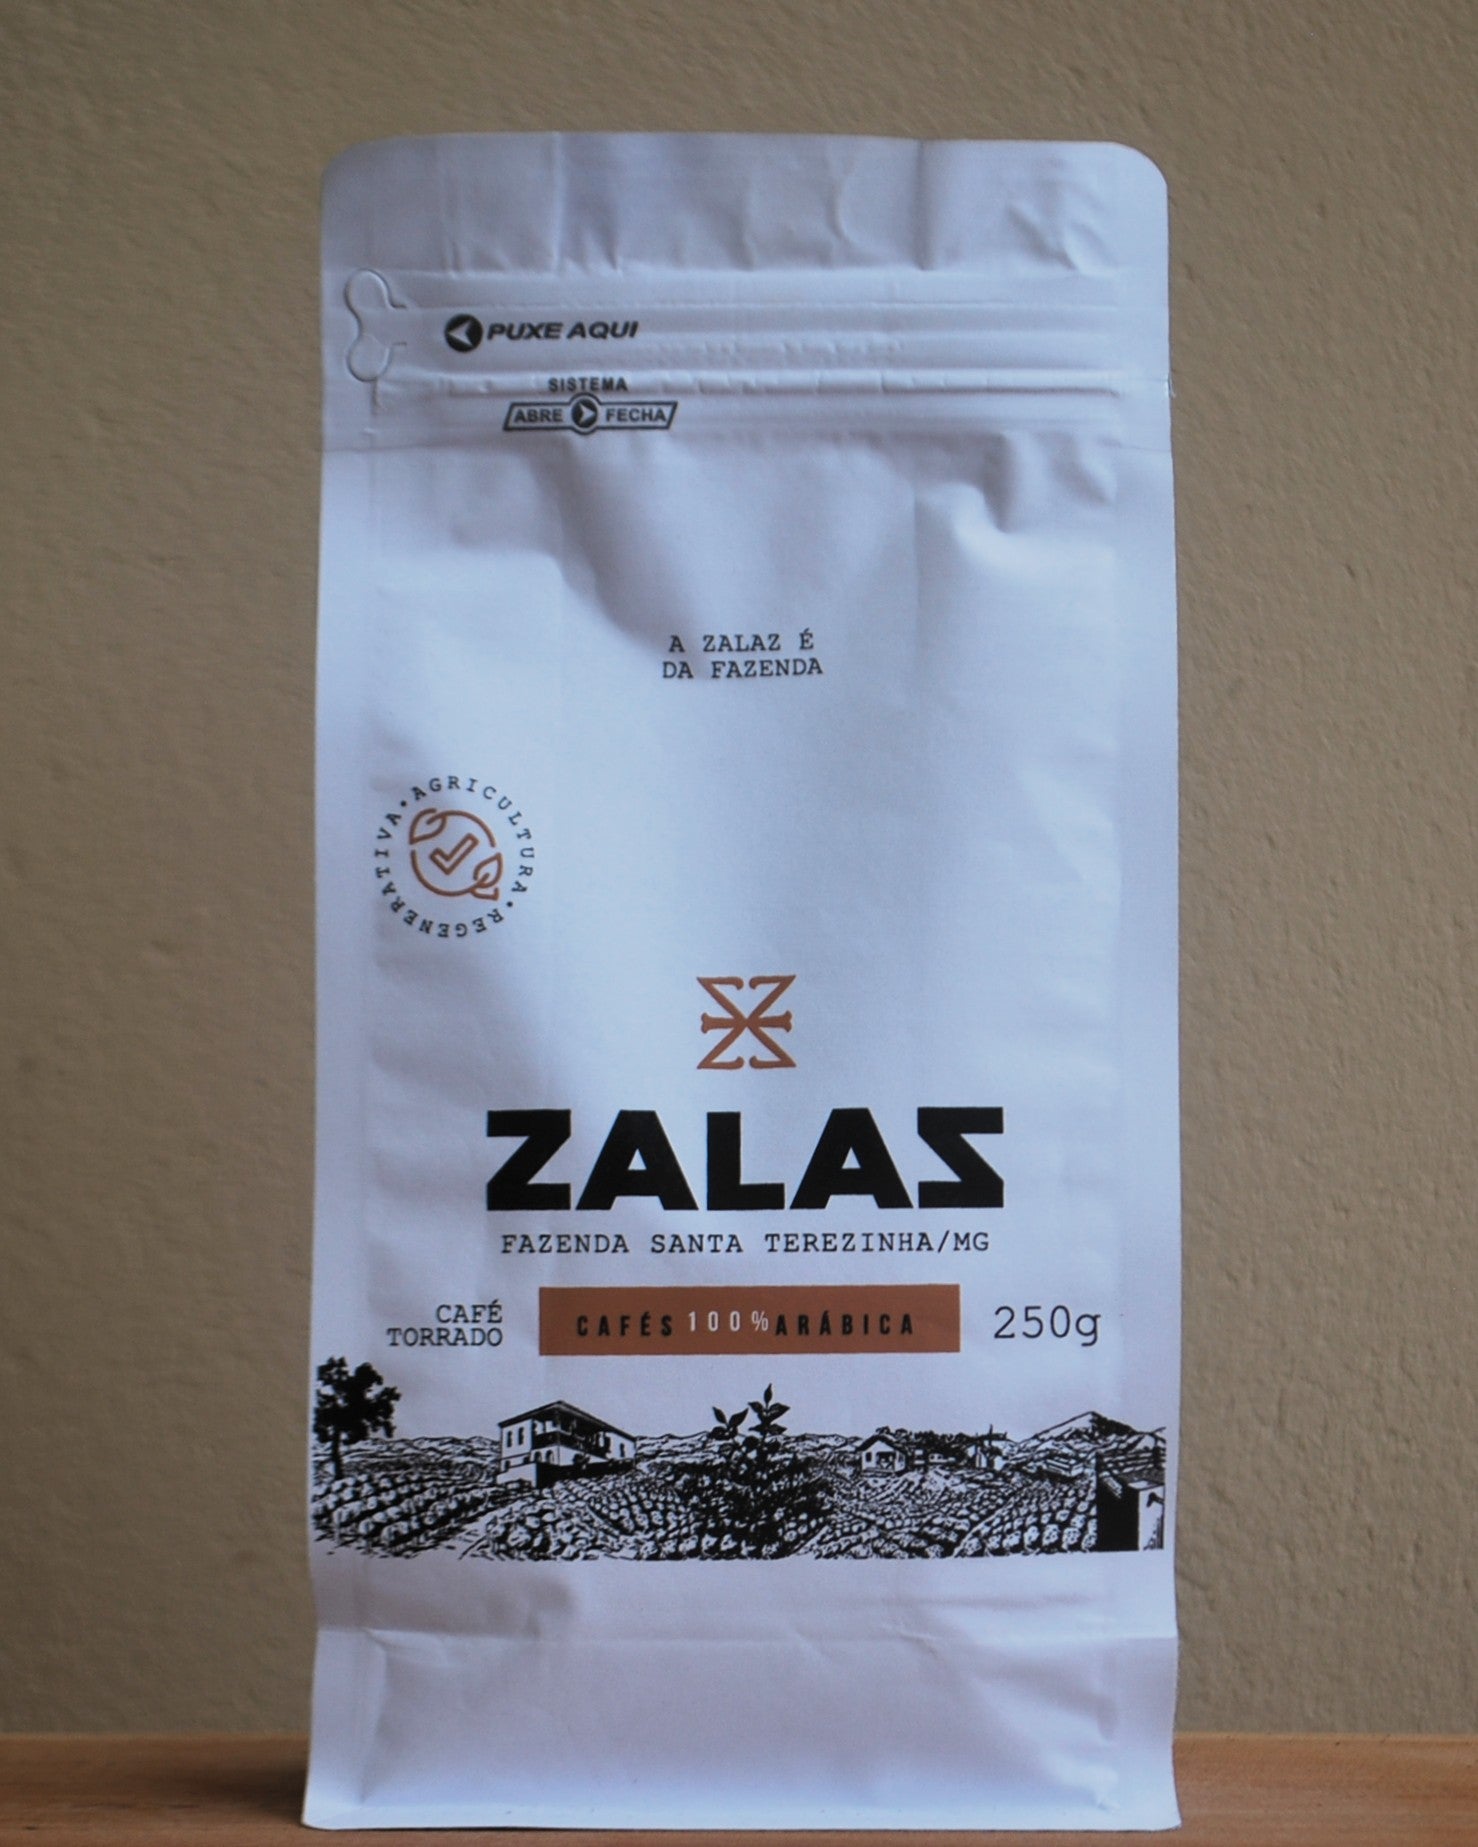 PUXE AQUI
SISTEMA
ABRE FECHA
A ZALAZ É
DA FAZENDA
AGRICULTURA • REGENERATIVA •
ZALAZ
FAZENDA SANTA TEREZINHA/MG
CAFÉ
TORRADO
CAFÉS 100% ARÁBICA
250g